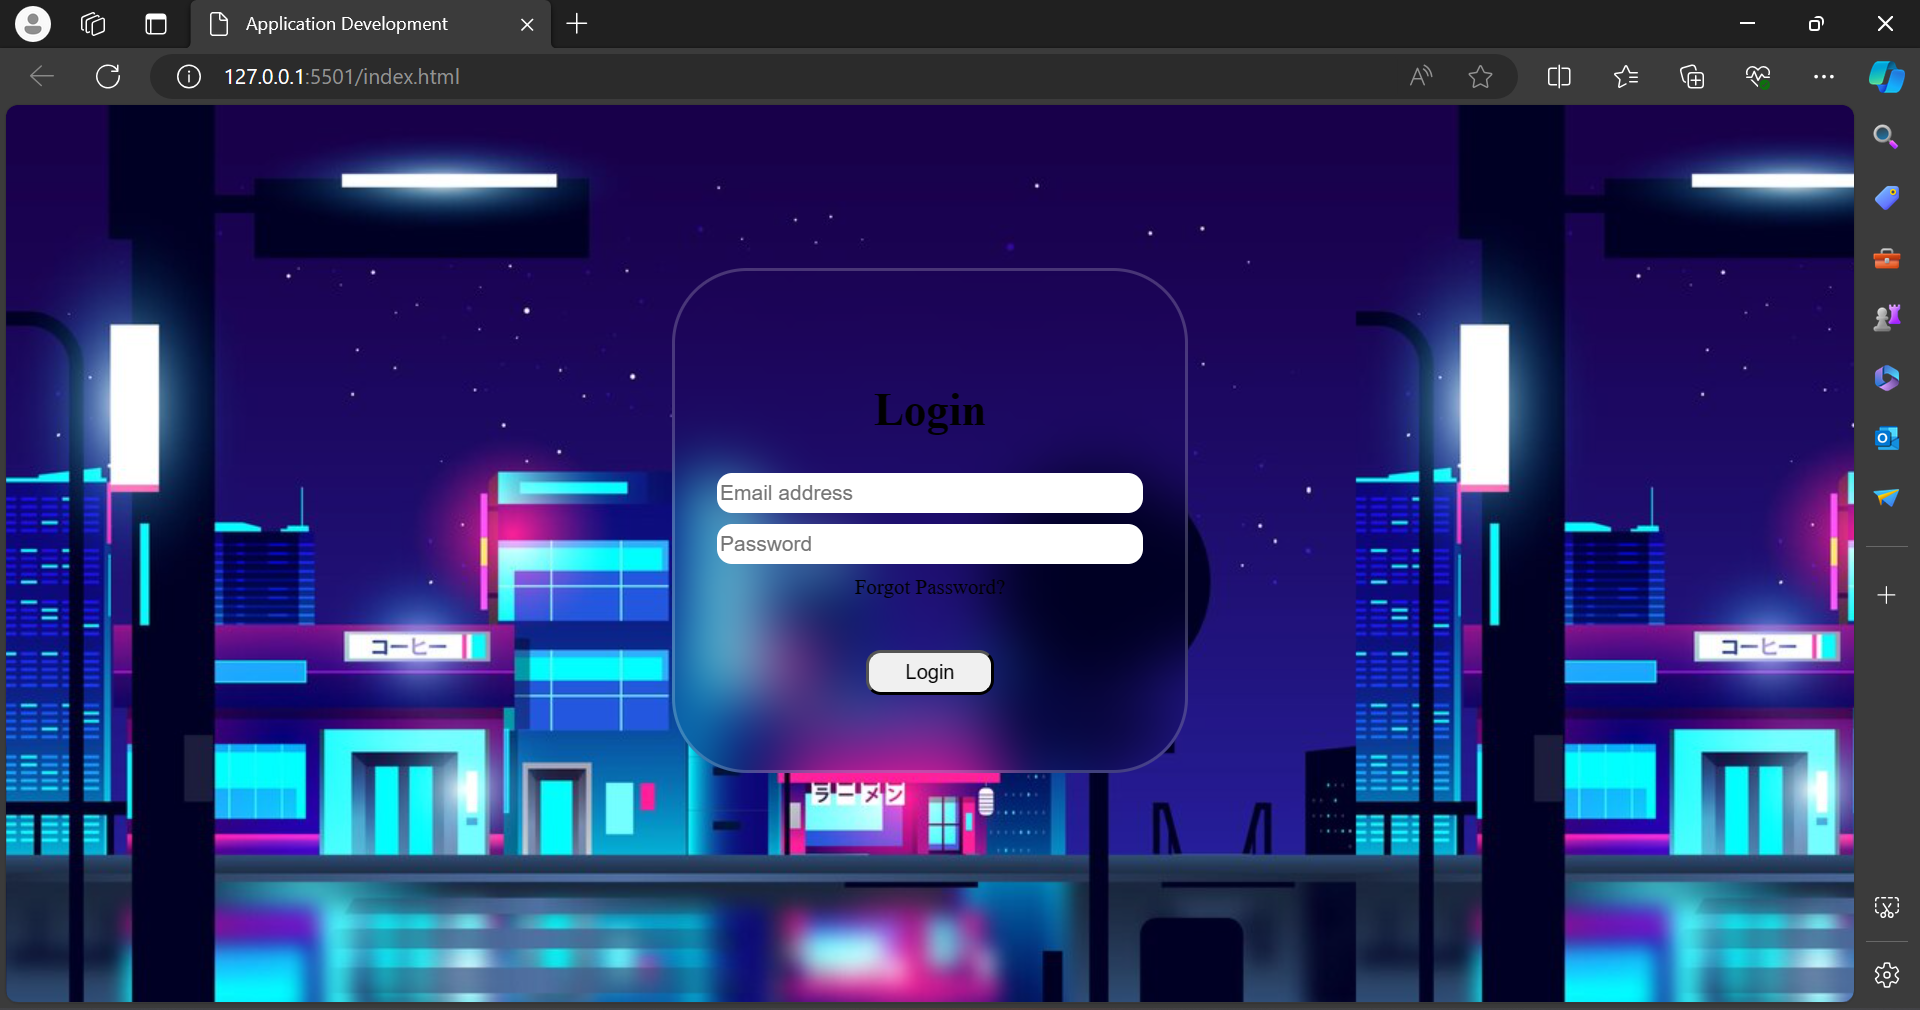 Application Development
127.0.0.1:5501/index.html
Login
Email address
Password
Forgot Password?
Login
コーヒー
コーヒー
ラーメン